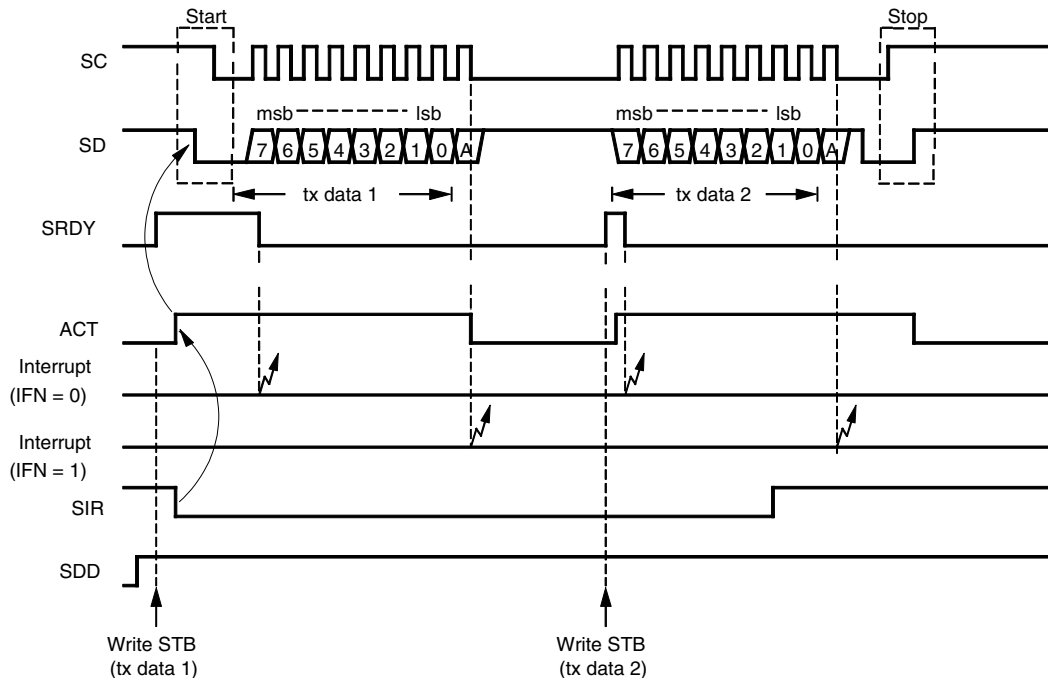 Start
Stop
SC
msb lsb
msb lsb
SD
7 6 5 4 3 2 1 0 A
7 6 5 4 3 2 1 0 A
tx data 1
tx data 2
SRDY
ACT
Interrupt
(IFN = 0)
Interrupt
(IFN = 1)
SIR
SDD
Write STB
(tx data 1)
Write STB
(tx data 2)